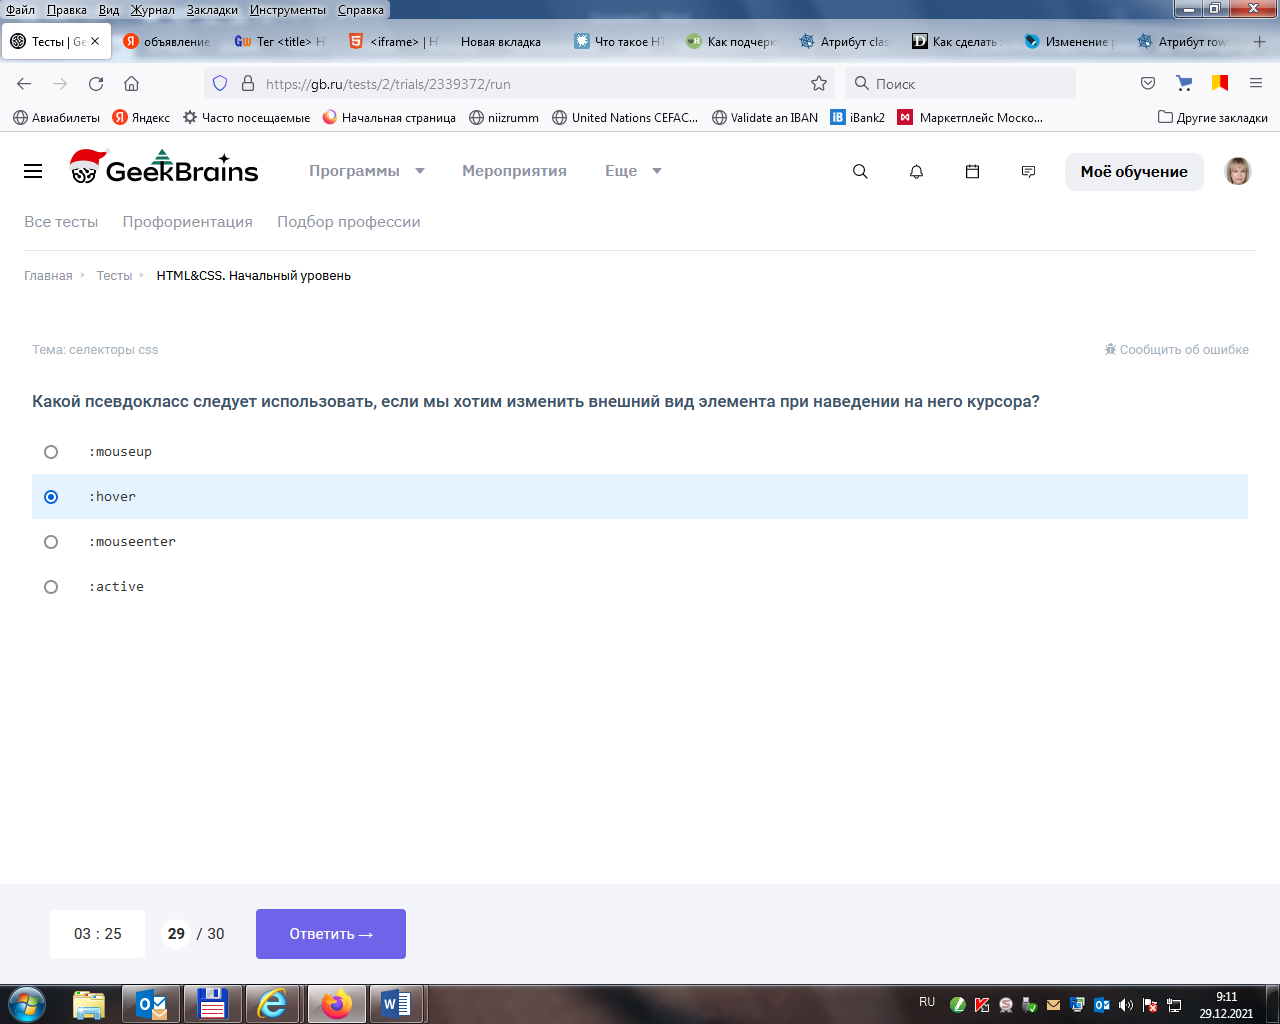 Файл Правка Вид Журнал Закладки Инструменты Справка
Тесты | Ge объявление Тег <title> H <iframe> | H Новая вкладка Что такое HT Как подчерк Атрибут clas Как сделать Изменение р Атрибут row
https://gb.ru/tests/2/trials/2339372/run Поиск
Авиабилеты Яндекс Часто посещаемые Начальная страница niizrumm United Nations CEFAC... Validate an IBAN iBank2 Маркетплейс Моско... Другие закладки
GeekBrains Программы Мероприятия Еще Моё обучение
Все тесты Профориентация Подбор профессии
Главная Тесты HTML&CSS. Начальный уровень
Тема: селекторы css Сообщить об ошибке
Какой псевдокласс следует использовать, если мы хотим изменить внешний вид элемента при наведении на него курсора?
:mouseup
:hover
:mouseenter
:active
03 : 25 29 / 30 Ответить →
RU 9:11
29.12.2021